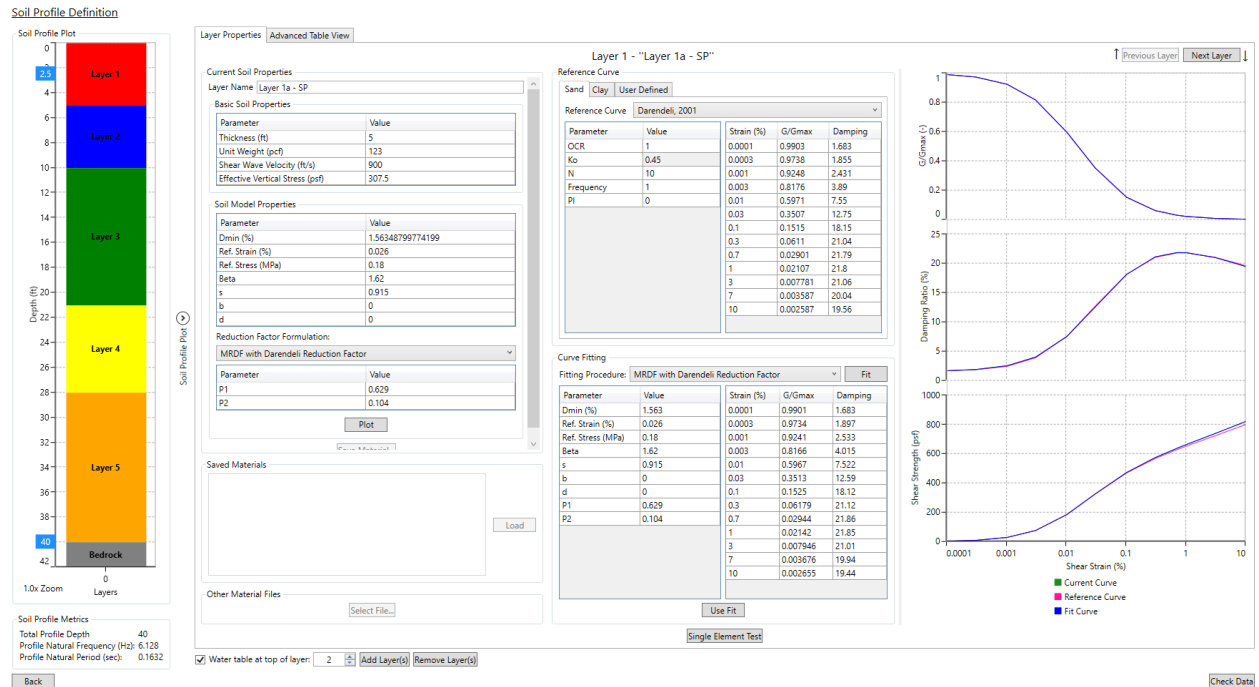 Soil Profile Definition
Soil Profile Plot
0
2
2.5
4
6
8
10
12
14
16
18
20
22
24
26
28
30
32
34
36
38
40
42
Depth (ft)
Layer 1
Layer 2
Layer 3
Layer 4
Layer 5
Bedrock
0
1.0x Zoom Layers
Soil Profile Metrics
Total Profile Depth 40
Profile Natural Frequency (Hz): 6.128
Profile Natural Period (sec): 0.1632
Back
Soil Profile Plot
Layer Properties Advanced Table View
Layer 1 - "Layer 1a - SP"
↑ Previous Layer Next Layer ↓
Current Soil Properties
Layer Name Layer 1a - SP
Basic Soil Properties
Parameter Value
Thickness (ft) 5
Unit Weight (pcf) 123
Shear Wave Velocity (ft/s) 900
Effective Vertical Stress (psf) 307.5
Soil Model Properties
Parameter Value
Dmin (%) 1.56348799774199
Ref. Strain (%) 0.026
Ref. Stress (MPa) 0.18
Beta 1.62
s 0.915
b 0
d 0
Reduction Factor Formulation:
MRDF with Darendeli Reduction Factor
Parameter Value
P1 0.629
P2 0.104
Plot
Save Material
Saved Materials
Load
Other Material Files
Select File...
Reference Curve
Sand Clay User Defined
Reference Curve Darendeli, 2001
Parameter Value
OCR 1
Ko 0.45
N 10
Frequency 1
PI 0
Strain (%) G/Gmax Damping
0.0001 0.9903 1.683
0.0003 0.9738 1.855
0.001 0.9248 2.431
0.003 0.8176 3.89
0.01 0.5971 7.55
0.03 0.3507 12.75
0.1 0.1515 18.15
0.3 0.0611 21.04
0.7 0.02901 21.79
1 0.02107 21.8
3 0.007781 21.06
7 0.003587 20.04
10 0.002587 19.56
Curve Fitting
Fitting Procedure: MRDF with Darendeli Reduction Factor Fit
Parameter Value
Dmin (%) 1.563
Ref. Strain (%) 0.026
Ref. Stress (MPa) 0.18
Beta 1.62
s 0.915
b 0
d 0
P1 0.629
P2 0.104
Strain (%) G/Gmax Damping
0.0001 0.9901 1.683
0.0003 0.9734 1.897
0.001 0.9241 2.533
0.003 0.8166 4.015
0.01 0.5967 7.522
0.03 0.3513 12.59
0.1 0.1525 18.12
0.3 0.06179 21.12
0.7 0.02944 21.86
1 0.02142 21.85
3 0.007946 21.01
7 0.003676 19.94
10 0.002655 19.44
Use Fit
Single Element Test
G/Gmax (-)
1
0.8
0.6
0.4
0.2
0
Damping Ratio (%)
25
20
15
10
5
0
Shear Strength (psf)
1000
800
600
400
200
0
0.0001 0.001 0.01 0.1 1 10
Shear Strain (%)
Current Curve
Reference Curve
Fit Curve
Water table at top of layer: 2 Add Layer(s) Remove Layer(s)
Check Data